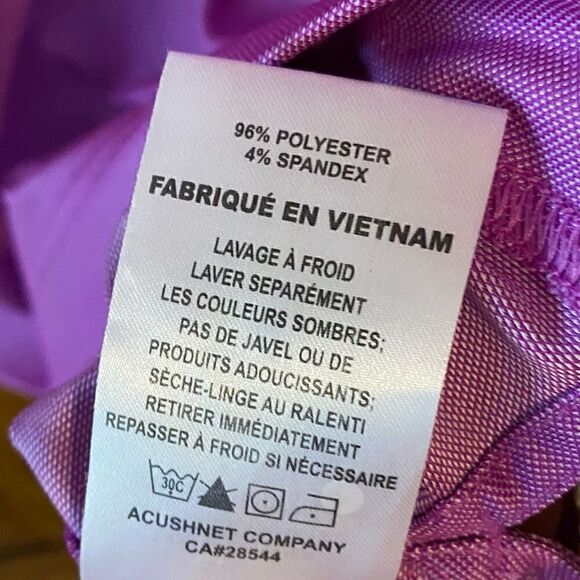 96% POLYESTER
4% SPANDEX
FABRIQUÉ EN VIETNAM
LAVAGE À FROID
LAVER SEPARÉMENT
LES COULEURS SOMBRES;
PAS DE JAVEL OU DE
PRODUITS ADOUCISSANTS;
SÈCHE-LINGE AU RALENTI
RETIRER IMMÉDIATEMENT
REPASSER À FROID SI NÉCESSAIRE
30C
ACUSHNET COMPANY
CA#28544